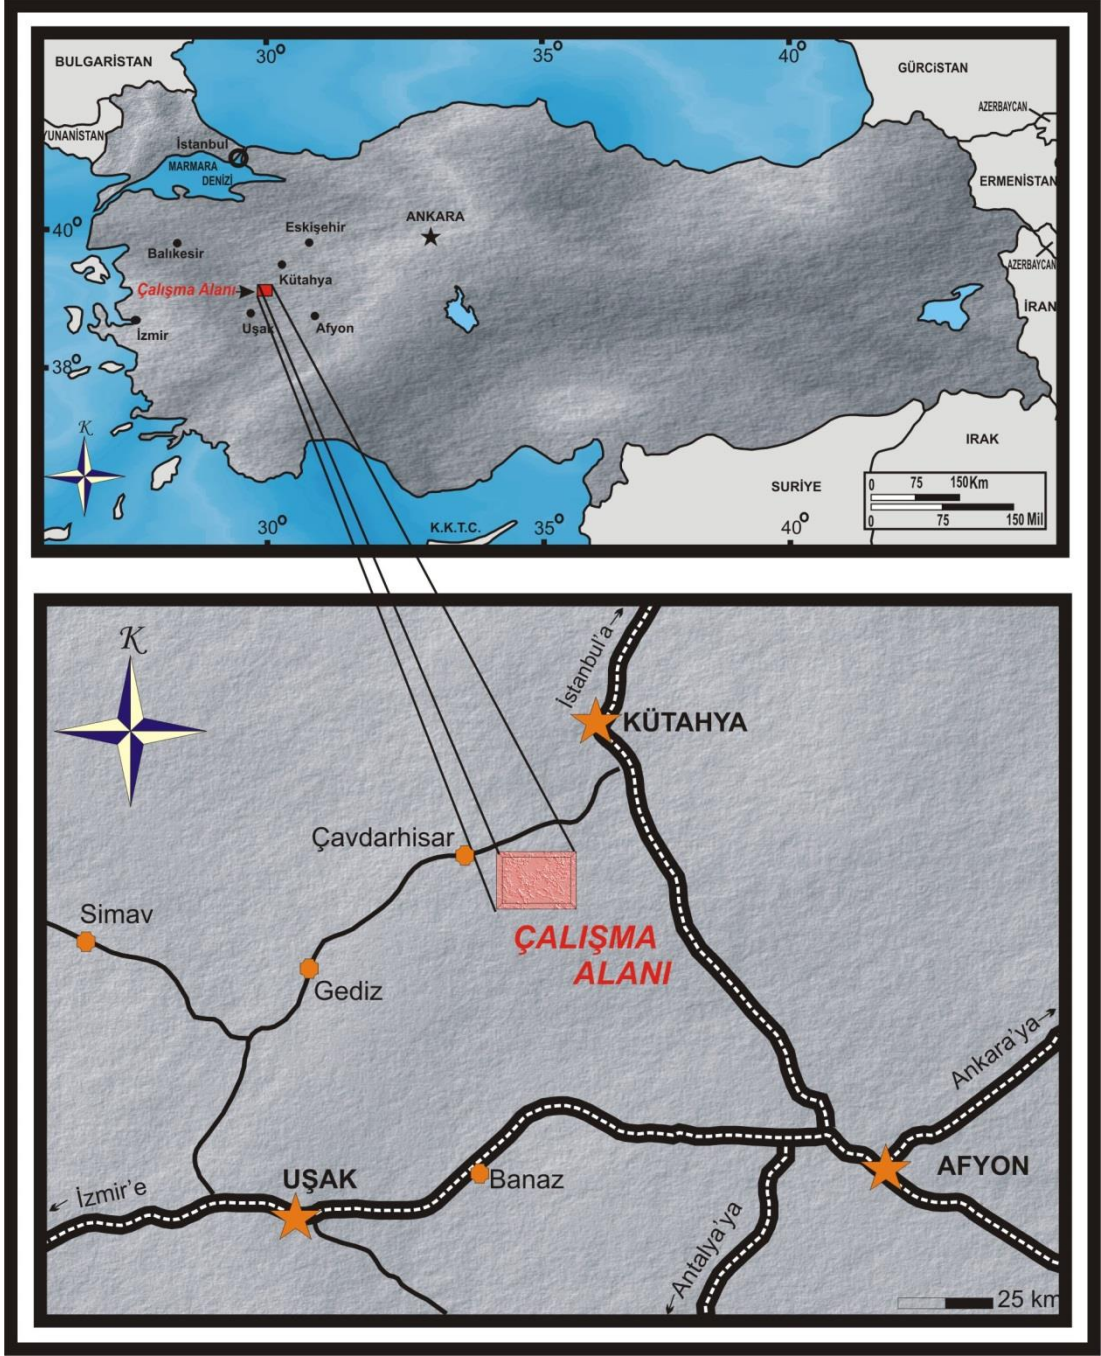 30°
35°
40°
BULGARİSTAN
GÜRCİSTAN
AZERBAYCAN
YUNANİSTAN
İstanbul
MARMARA
DENİZİ
ERMENİSTAN
40°
ANKARA
Eskişehir
Balıkesir
AZERBAYCAN
Kütahya
Çalışma Alanı
İRAN
İzmir
Uşak
Afyon
38°
K
IRAK
SURİYE
0 75 150Km
0 75 150 Mil
30°
K.K.T.C.
35°
40°
K
İstanbul'a
KÜTAHYA
Çavdarhisar
Simav
ÇALIŞMA
ALANI
Gediz
Ankara'ya
UŞAK
Banaz
AFYON
İzmir'e
Antalya'ya
25 km